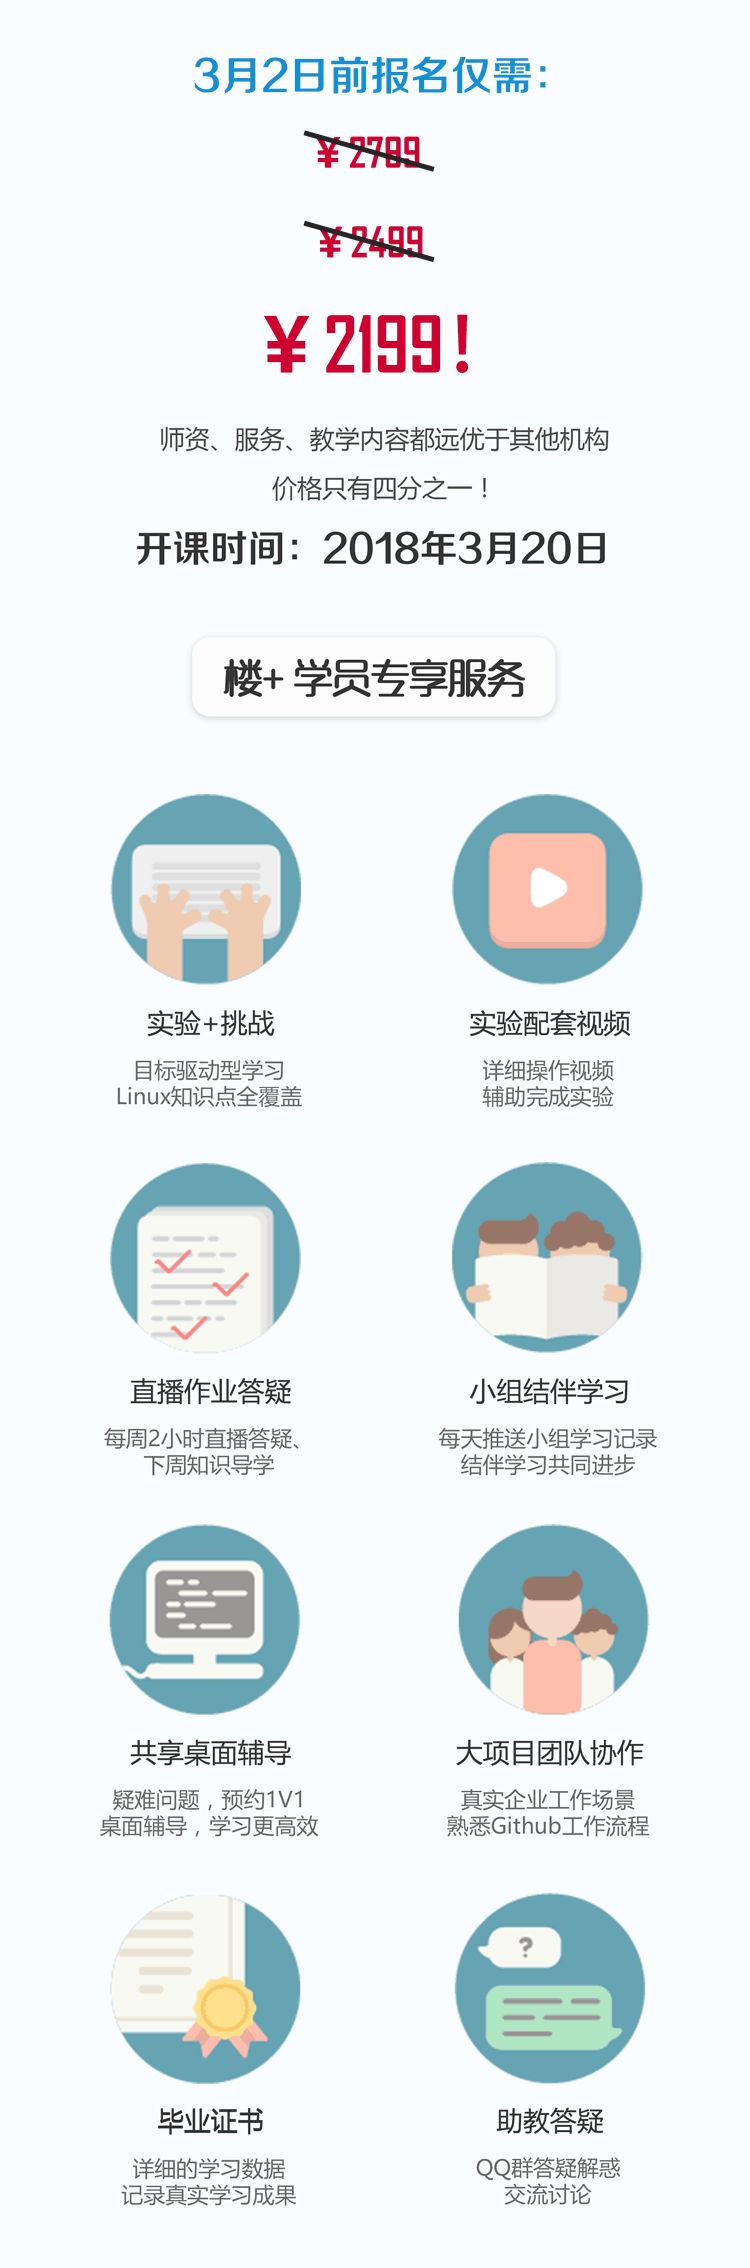 3月2日前报名仅需：
￥2789
￥2499
￥2199！
师资、服务、教学内容都远优于其他机构
价格只有四分之一！
开课时间：2018年3月20日
楼+ 学员专享服务
实验+挑战
目标驱动型学习
Linux知识点全覆盖
实验配套视频
详细操作视频
辅助完成实验
直播作业答疑
每周2小时直播答疑、
下周知识导学
小组结伴学习
每天推送小组学习记录
结伴学习共同进步
共享桌面辅导
疑难问题，预约1V1
桌面辅导，学习更高效
大项目团队协作
真实企业工作场景
熟悉Github工作流程
毕业证书
详细的学习数据
记录真实学习成果
?
助教答疑
QQ群答疑解惑
交流讨论